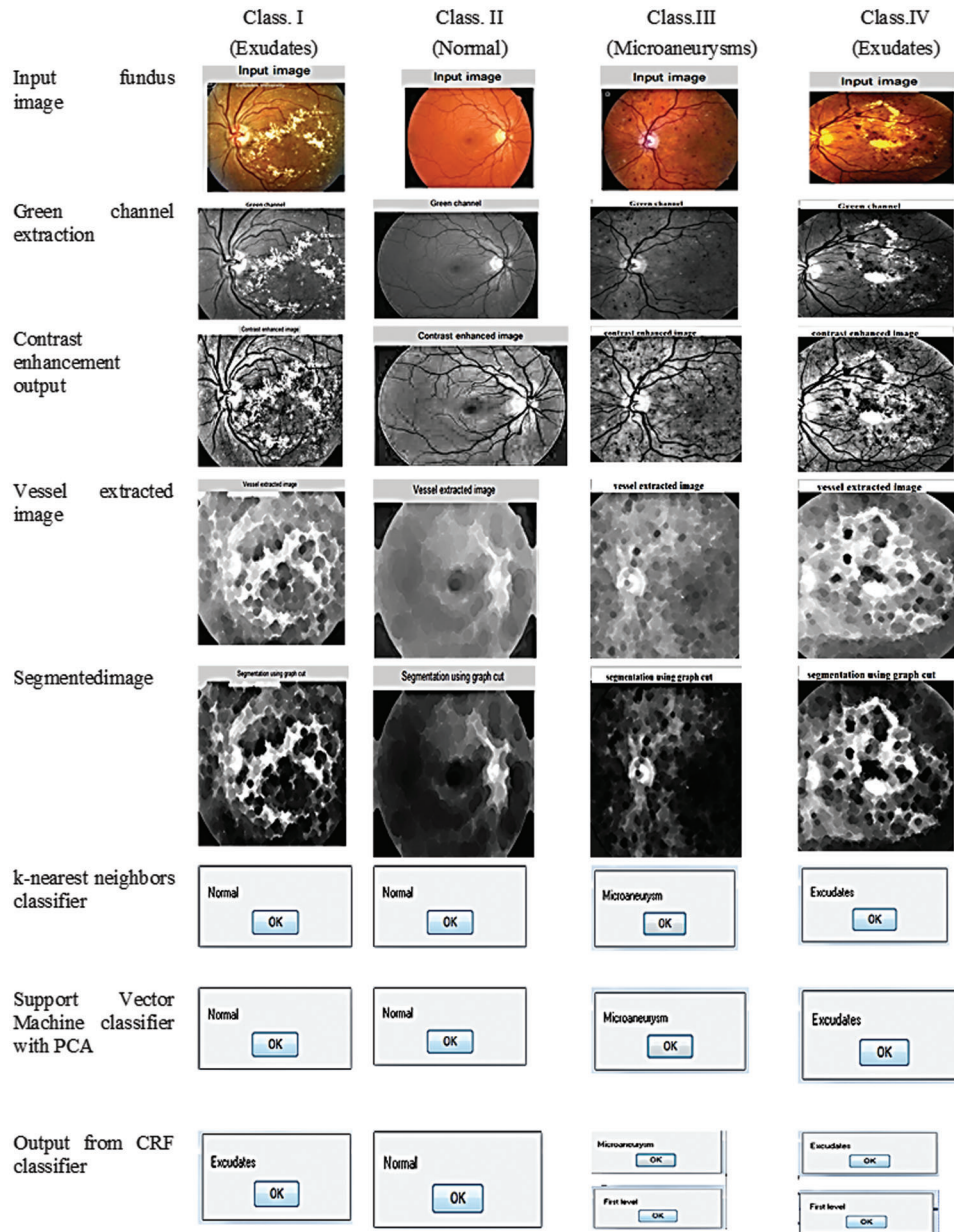 Class. I
Class. II
Class.III
Class.IV
(Exudates)
(Normal)
(Microaneurysms)
(Exudates)
Input fundus
image
Input image
Input image
Input image
Input image
Green channel
extraction
Green channel
Green channel
Green channel
Green channel
Contrast
enhancement
output
Contrast enhanced image
Contrast enhanced image
contrast enhanced image
contrast enhanced image
Vessel extracted
image
Vessel extracted image
Vessel extracted image
vessel extracted image
vessel extracted image
Segmentedimage
Segmentation using graph cut
Segmentation using graph cut
segmentation using graph cut
segmentation using graph cut
k-nearest neighbors
classifier
Normal
OK
Normal
OK
Microaneurysm
OK
Excudates
OK
Support Vector
Machine classifier
with PCA
Normal
OK
Normal
OK
Microaneurysm
OK
Excudates
OK
Output from CRF
classifier
Excudates
OK
Normal
OK
Microaneurysm
OK
First level
OK
Excudates
OK
First level
OK